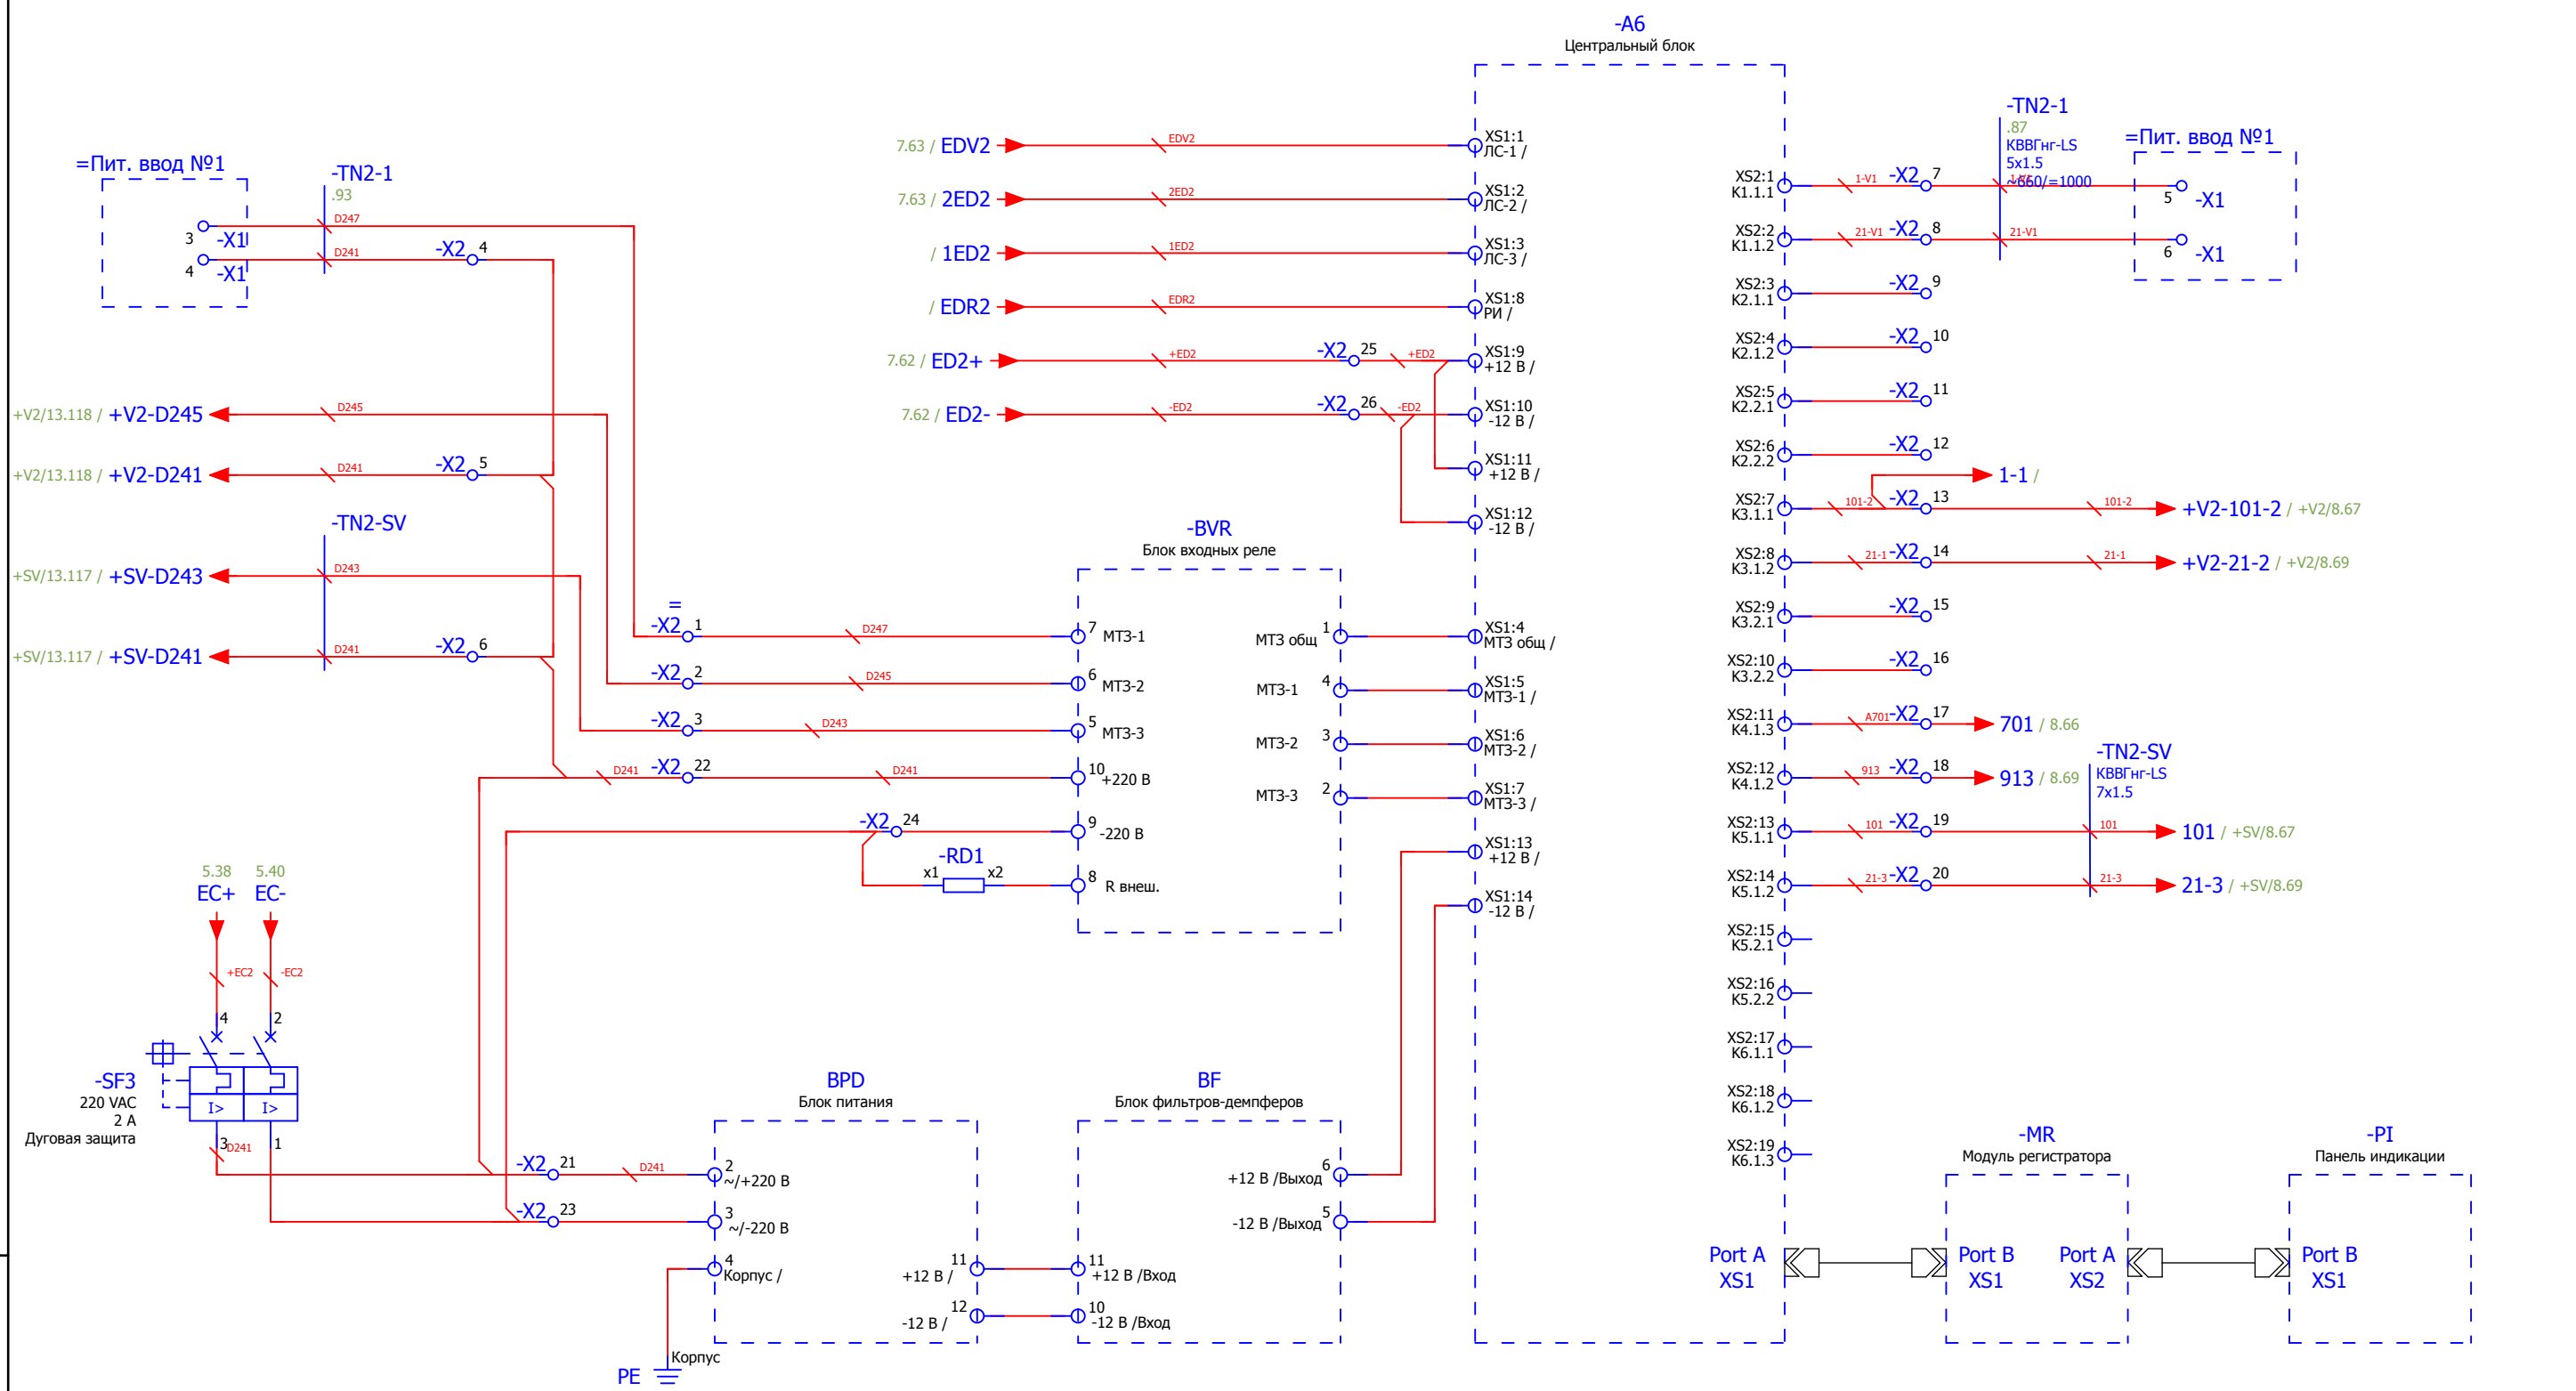 -A6
Центральный блок
=Пит. ввод №1
-TN2-1
.93
3
-X1
D247
4
-X1
D241
-X2
4
+V2/13.118 / +V2-D245
D245
+V2/13.118 / +V2-D241
D241
-X2
5
-TN2-SV
+SV/13.117 / +SV-D243
D243
+SV/13.117 / +SV-D241
D241
-X2
6
7.63 / EDV2
EDV2
XS1:1
ЛС-1 /
7.63 / 2ED2
2ED2
XS1:2
ЛС-2 /
/ 1ED2
1ED2
XS1:3
ЛС-3 /
/ EDR2
EDR2
XS1:8
РИ /
7.62 / ED2+
+ED2
-X2
25
+ED2
XS1:9
+12 В /
7.62 / ED2-
-ED2
-X2
26
-ED2
XS1:10
-12 В /
XS1:11
+12 В /
XS1:12
-12 В /
-BVR
Блок входных реле
=
-X2
1
D247
7
МТЗ-1
-X2
2
D245
6
МТЗ-2
-X2
3
D243
5
МТЗ-3
D241
-X2
22
D241
10
+220 В
-X2
24
9
-220 В
-RD1
x1
x2
8
R внеш.
МТЗ общ
1
XS1:4
МТЗ общ /
МТЗ-1
4
XS1:5
МТЗ-1 /
МТЗ-2
3
XS1:6
МТЗ-2 /
МТЗ-3
2
XS1:7
МТЗ-3 /
XS1:13
+12 В /
XS1:14
-12 В /
5.38
EC+
5.40
EC-
+EC2
-EC2
4
2
-SF3
220 VAC
2 A
Дуговая защита
I>
I>
3
D241
1
-X2
21
D241
-X2
23
BPD
Блок питания
2
~/+220 В
3
~/-220 В
4
Корпус /
11
+12 В /
12
-12 В /
Корпус
PE
BF
Блок фильтров-демпферов
6
+12 В /Выход
5
-12 В /Выход
11
+12 В /Вход
10
-12 В /Вход
XS2:1
K1.1.1
1-V1
-X2
7
XS2:2
K1.1.2
21-V1
-X2
8
21-V1
-TN2-1
.87
КВВГнг-LS
5x1.5
~660/=1000
=Пит. ввод №1
5
-X1
6
-X1
XS2:3
K2.1.1
-X2
9
XS2:4
K2.1.2
-X2
10
XS2:5
K2.2.1
-X2
11
XS2:6
K2.2.2
-X2
12
1-1 /
XS2:7
K3.1.1
101-2
-X2
13
101-2
+V2-101-2 / +V2/8.67
XS2:8
K3.1.2
21-1
-X2
14
21-1
+V2-21-2 / +V2/8.69
XS2:9
K3.2.1
-X2
15
XS2:10
K3.2.2
-X2
16
XS2:11
K4.1.3
A701
-X2
17
701 / 8.66
XS2:12
K4.1.2
913
-X2
18
913 / 8.69
-TN2-SV
КВВГнг-LS
7x1.5
XS2:13
K5.1.1
101
-X2
19
101
101 / +SV/8.67
XS2:14
K5.1.2
21-3
-X2
20
21-3
21-3 / +SV/8.69
XS2:15
K5.2.1
XS2:16
K5.2.2
XS2:17
K6.1.1
XS2:18
K6.1.2
XS2:19
K6.1.3
Port A
XS1
-MR
Модуль регистратора
Port B
XS1
Port A
XS2
-PI
Панель индикации
Port B
XS1